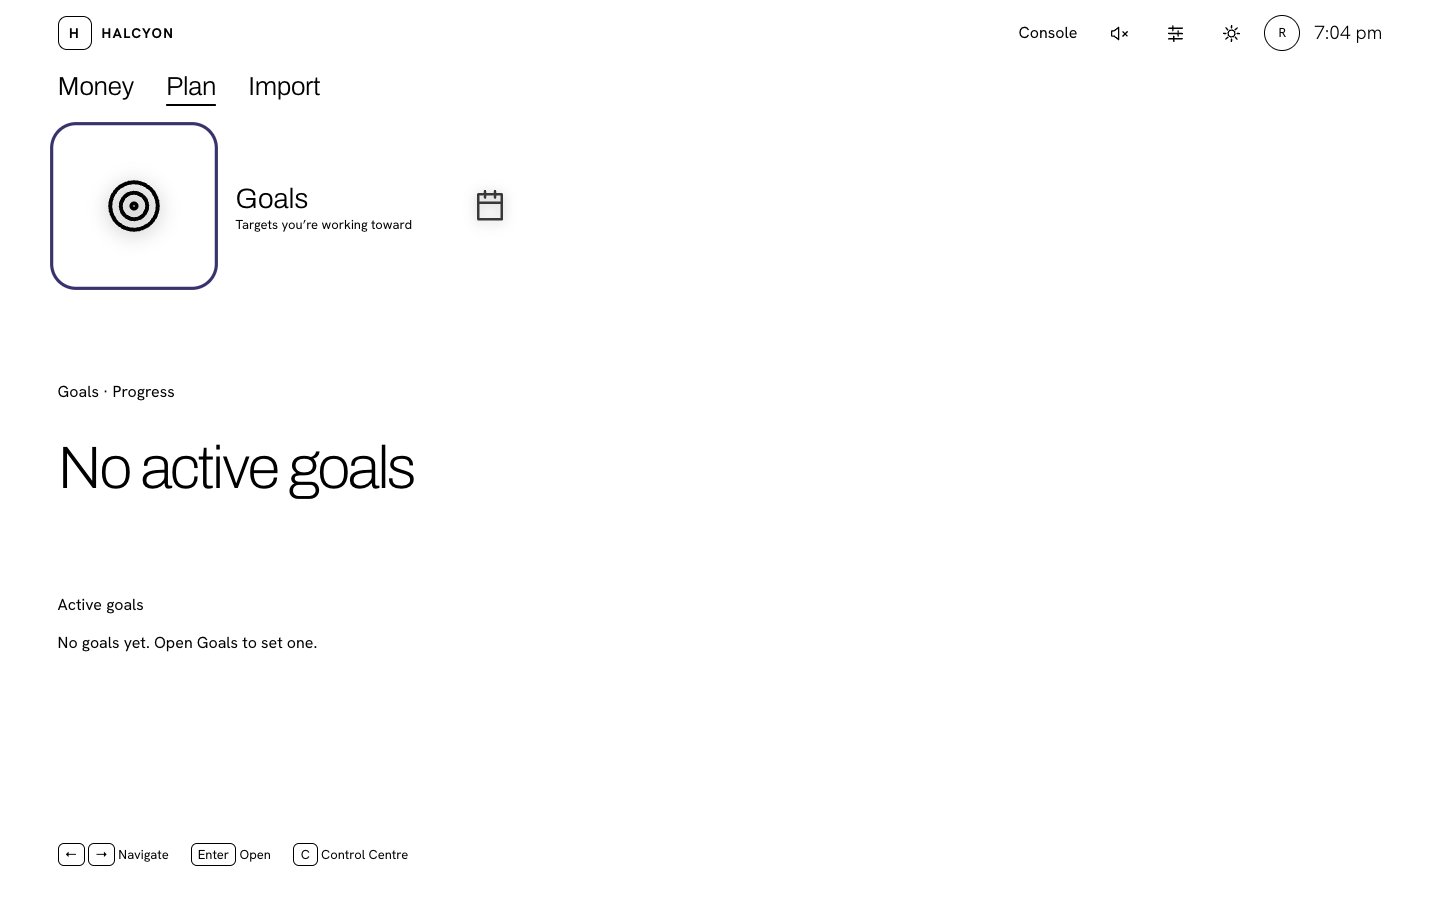 H HALCYON
Console R 7:04 pm
Money Plan Import
Goals
Targets you’re working toward
Goals · Progress
No active goals
Active goals
No goals yet. Open Goals to set one.
← → Navigate Enter Open C Control Centre